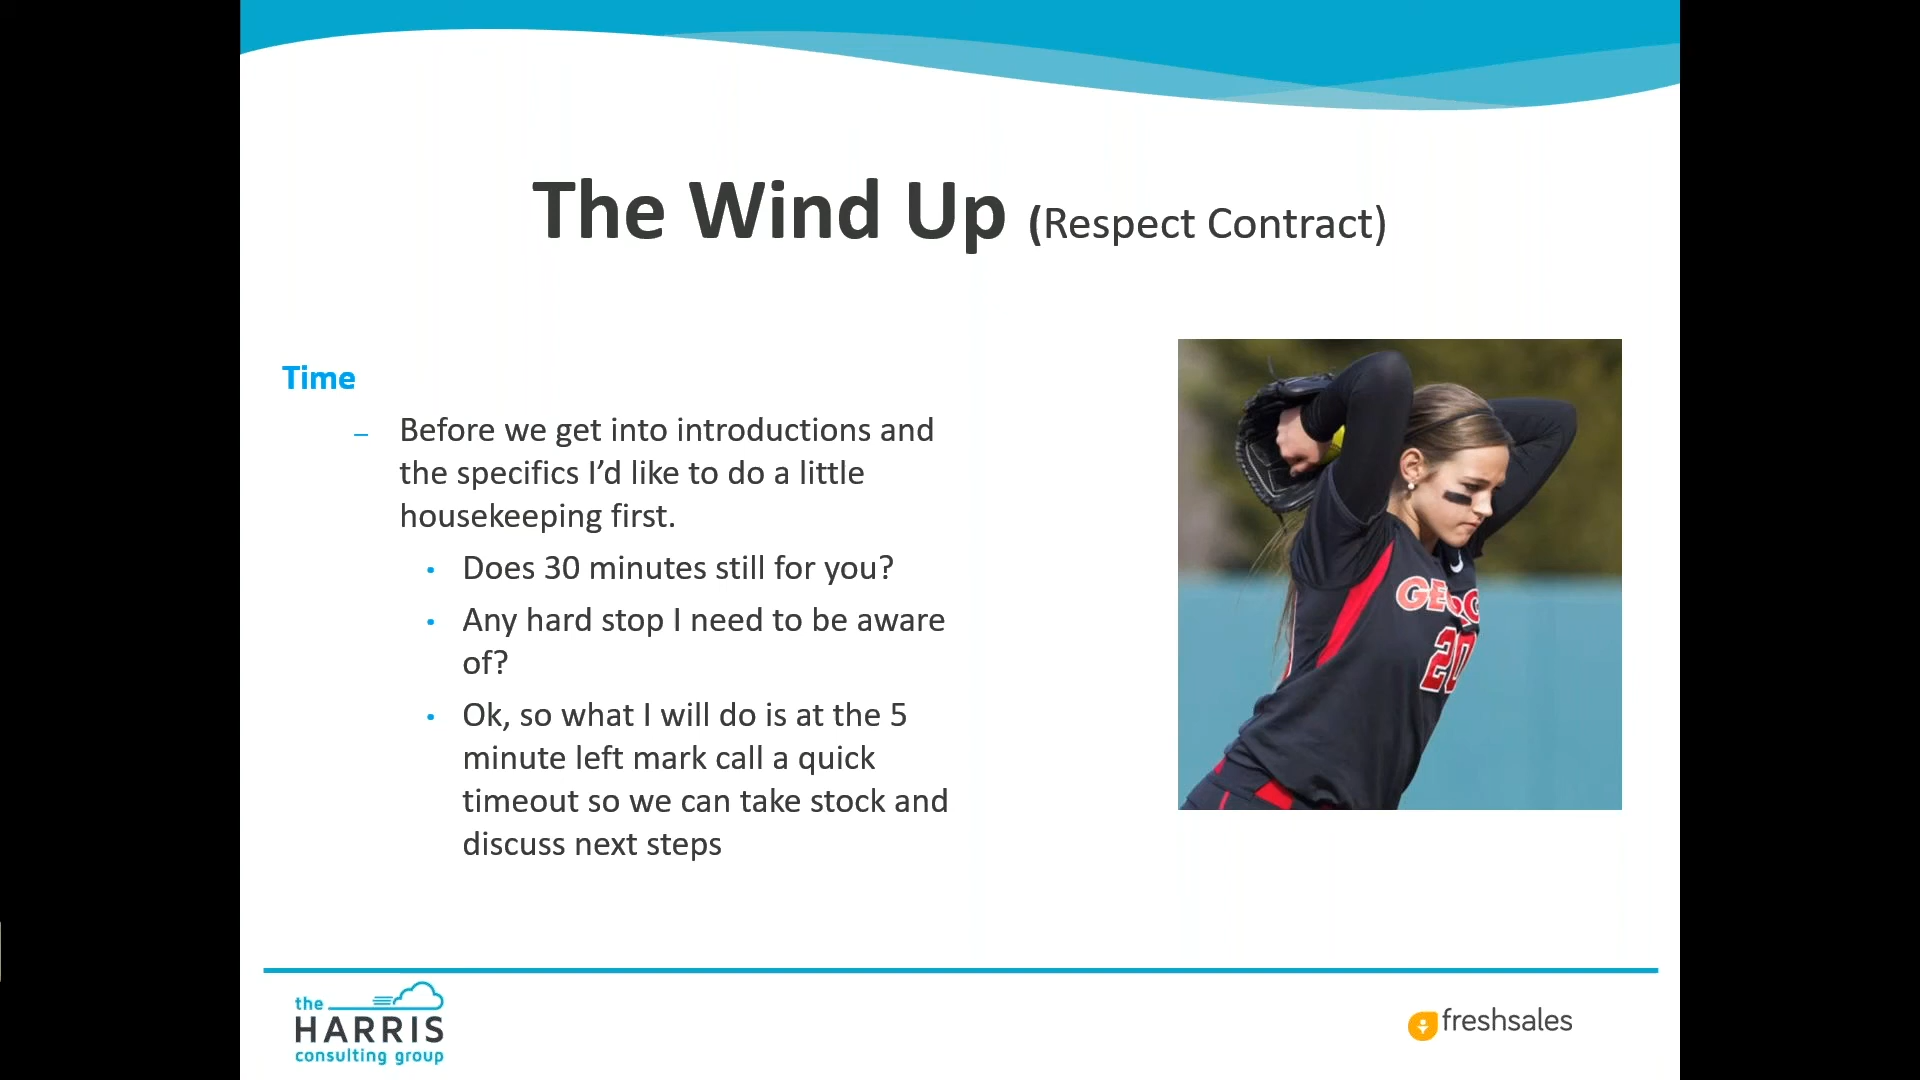 The Wind Up (Respect Contract)
Time
– Before we get into introductions and
the specifics I’d like to do a little
housekeeping first.
• Does 30 minutes still for you?
• Any hard stop I need to be aware
of?
• Ok, so what I will do is at the 5
minute left mark call a quick
timeout so we can take stock and
discuss next steps
20
the
HARRIS
consulting group
freshsales